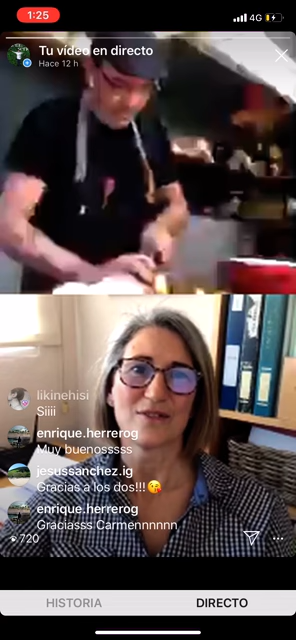 1:25
4G
Tu vídeo en directo
Hace 12 h
likinehisi
Siiii
enrique.herrerog
Muy buenosssss
jesussanchez.ig
Gracias a los dos!!!😘
enrique.herrerog
Graciasss Carmennnnnn
720
HISTORIA
DIRECTO